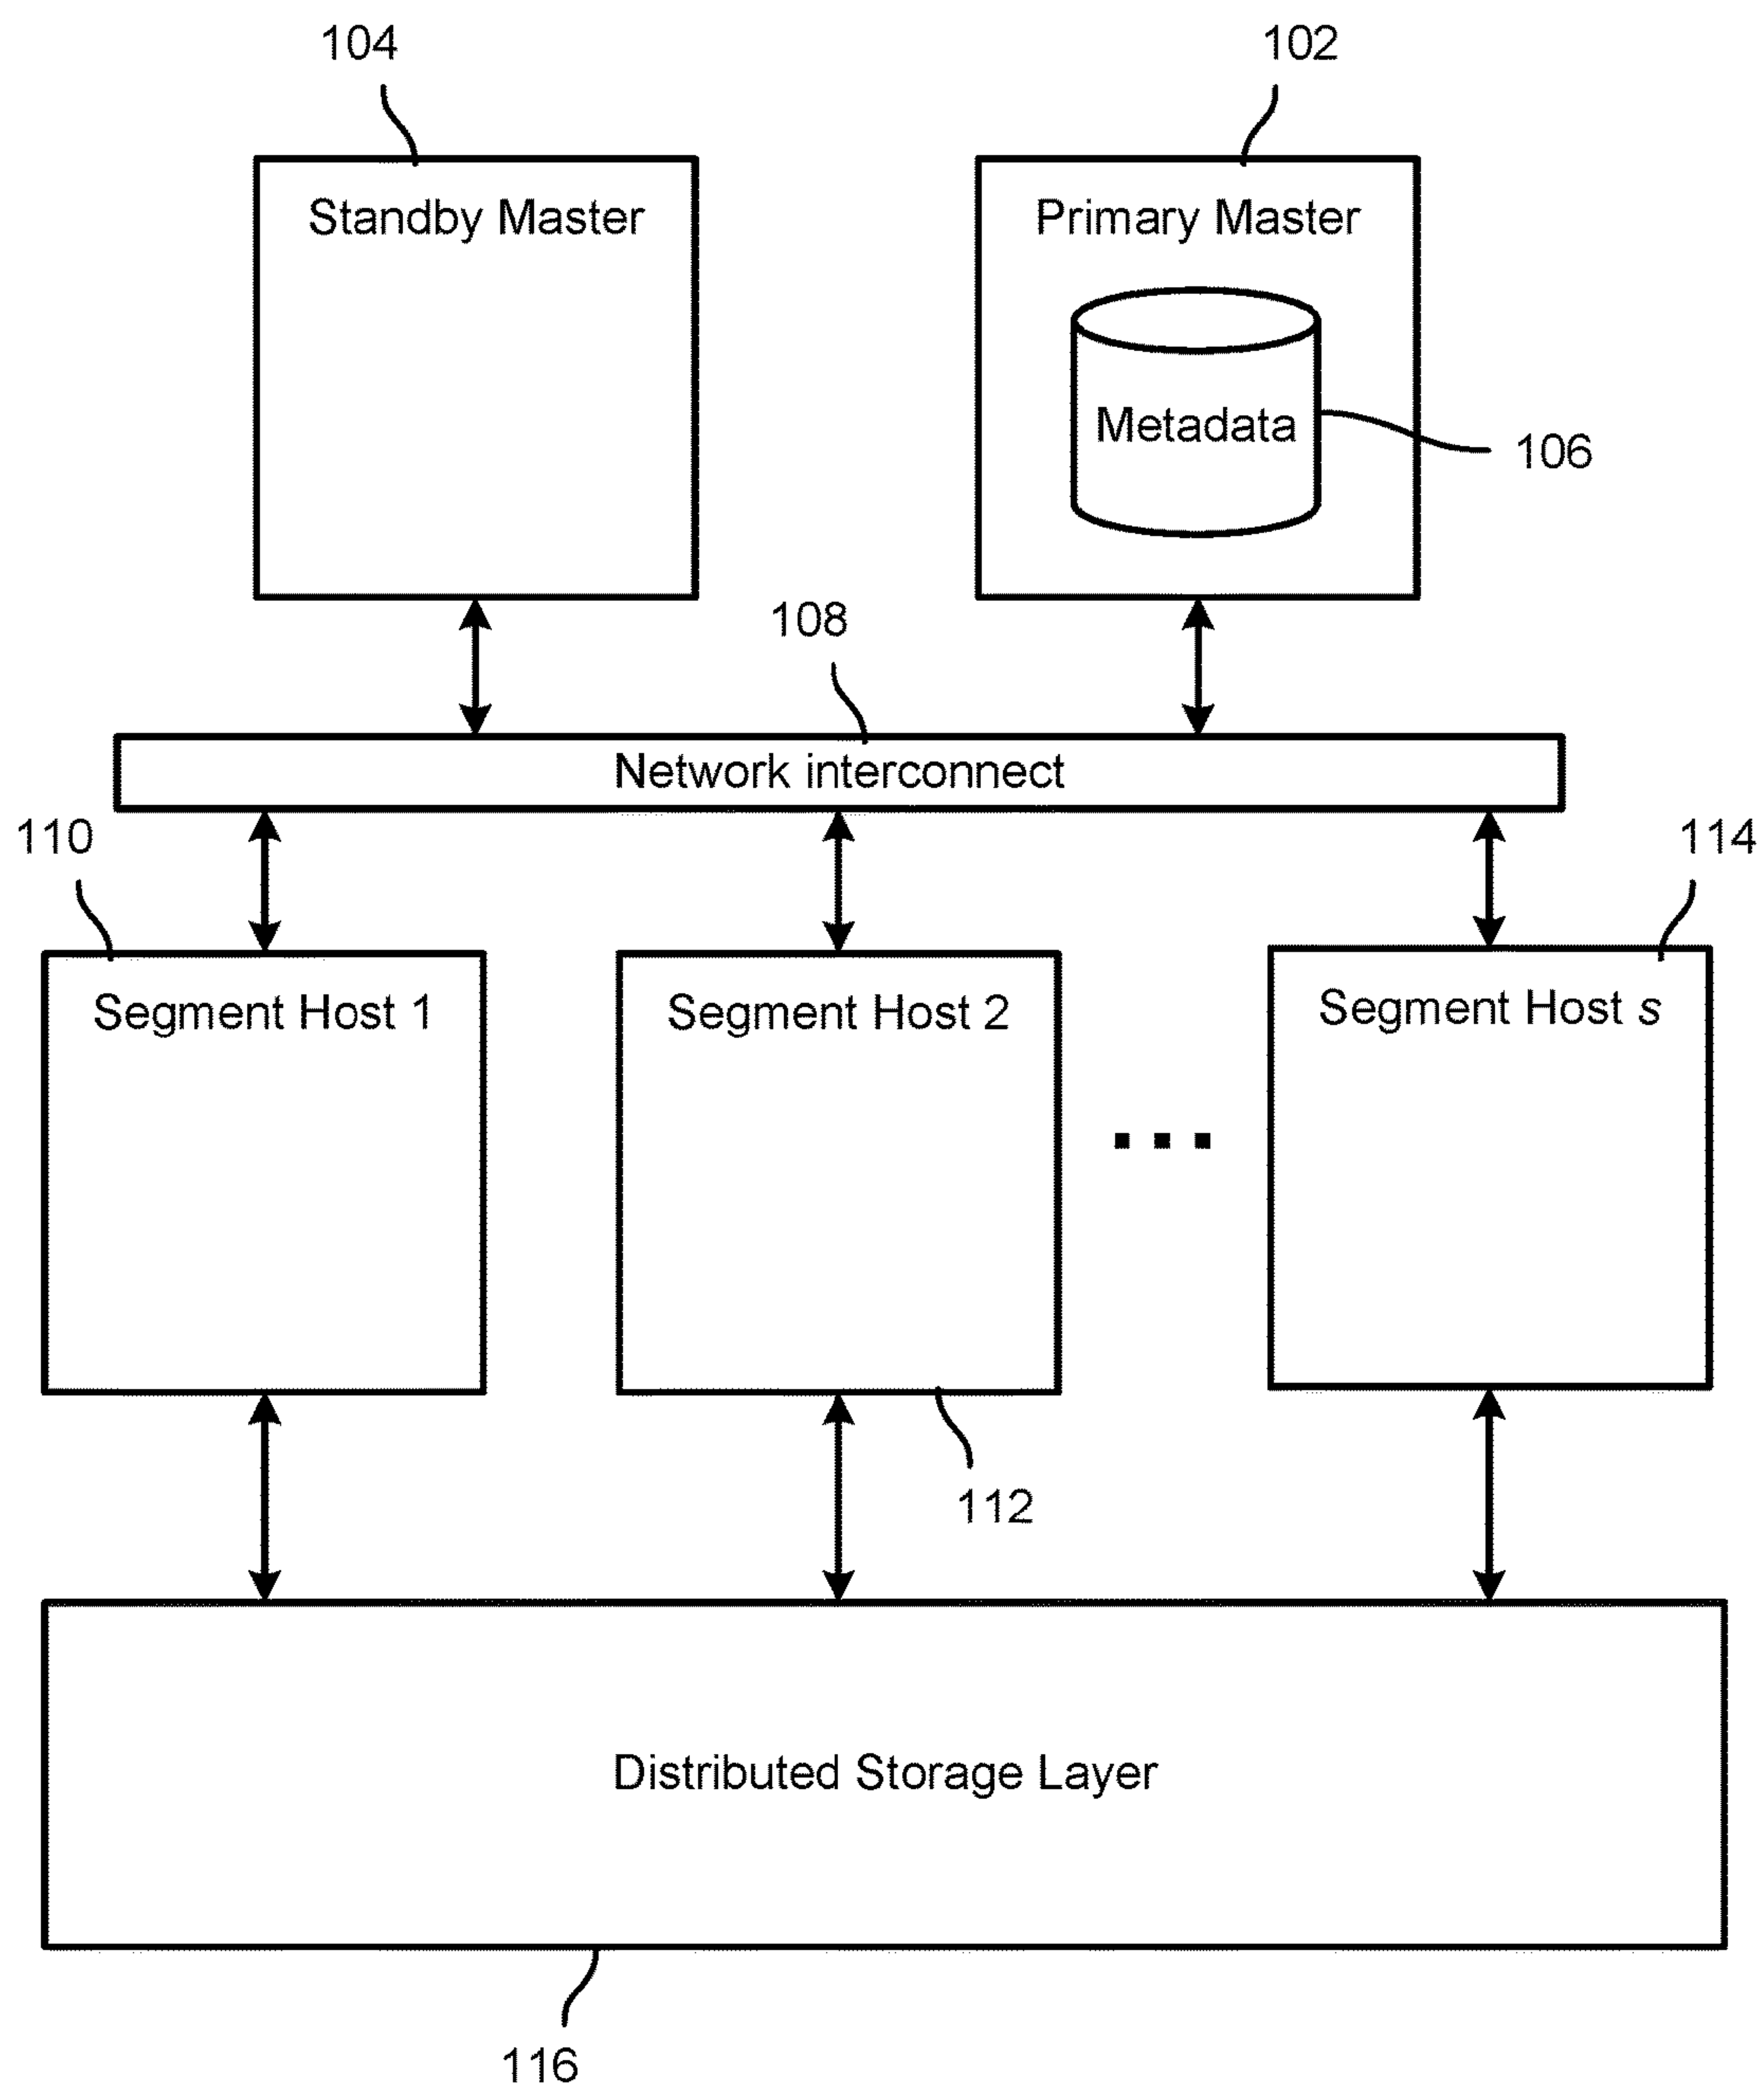 104
102
Standby Master
Primary Master
Metadata
106
108
Network interconnect
110
114
Segment Host 1
Segment Host 2
Segment Host s
...
112
Distributed Storage Layer
116